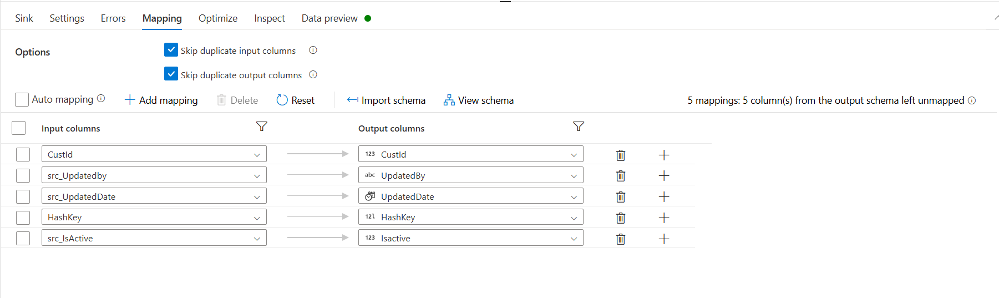 Sink Settings Errors Mapping Optimize Inspect Data preview
Options
Skip duplicate input columns
Skip duplicate output columns
Auto mapping Add mapping Delete Reset Import schema View schema 5 mappings: 5 column(s) from the output schema left unmapped
Input columns Output columns
CustId 123 CustId
src_Updatedby abc UpdatedBy
src_UpdatedDate UpdatedDate
HashKey 12l HashKey
src_IsActive 123 Isactive